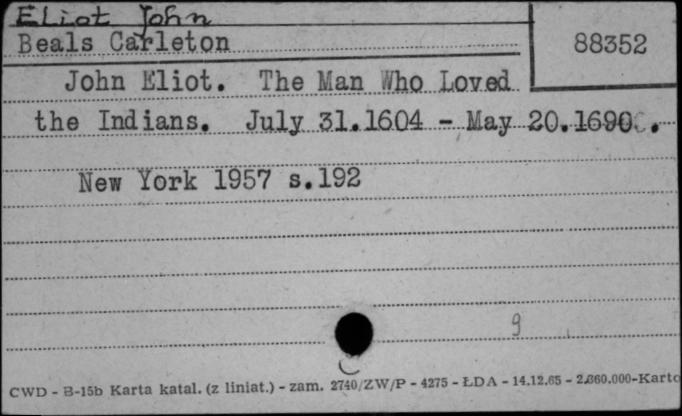 Eliot John
Beals Carleton
88352
John Eliot. The Man Who Loved
the Indians. July 31.1604 - May 20.1690.
New York 1957 s.192
9
CWD - B-15b Karta katal. (z liniat.) - zam. 2740/ZW/P - 4275 - ŁDA - 14.12.65 - 2.860.000-Karto